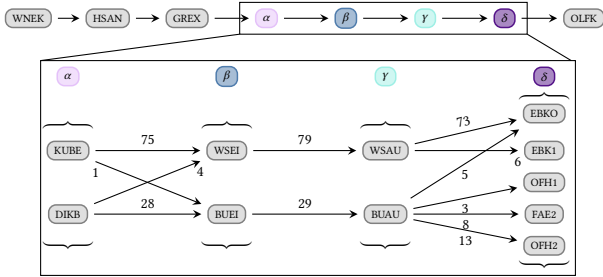 WNEK HSAN GREX α β γ δ OLFK
α β γ δ
EBKO
73
KUBE 75 WSEI 79 WSAU EBK1
1 4 5 6
OFH1
DIKB 28 BUEI 29 BUAU 3 FAE2
8
13 OFH2